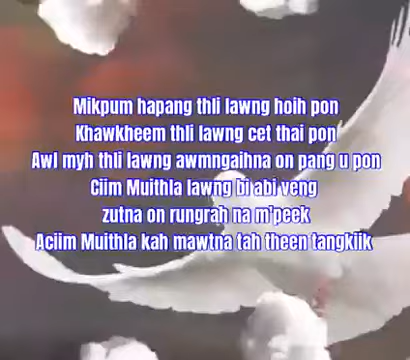 Mikpum hapang thli lawng hoih pon
Khawkheem thli lawng cet thai pon
Awl myh thli lawng awmngaihna on pang u pon
Ciim Muithla lawng bi abi veng
zutna on rungrah na m'peek
Aciim Muithla kah mawtna tah theen tangkiik